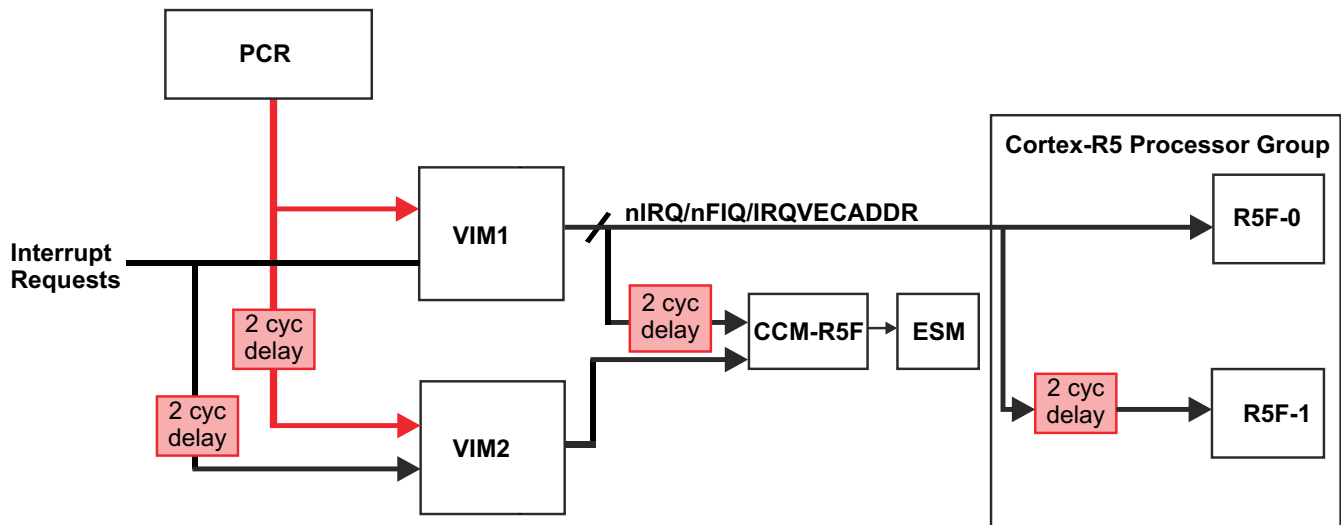 PCR
Cortex-R5 Processor Group
nIRQ/nFIQ/IRQVECADDR
R5F-0
VIM1
Interrupt
Requests
2 cyc
delay
2 cyc
delay
CCM-R5F
ESM
2 cyc
delay
VIM2
2 cyc
delay
R5F-1